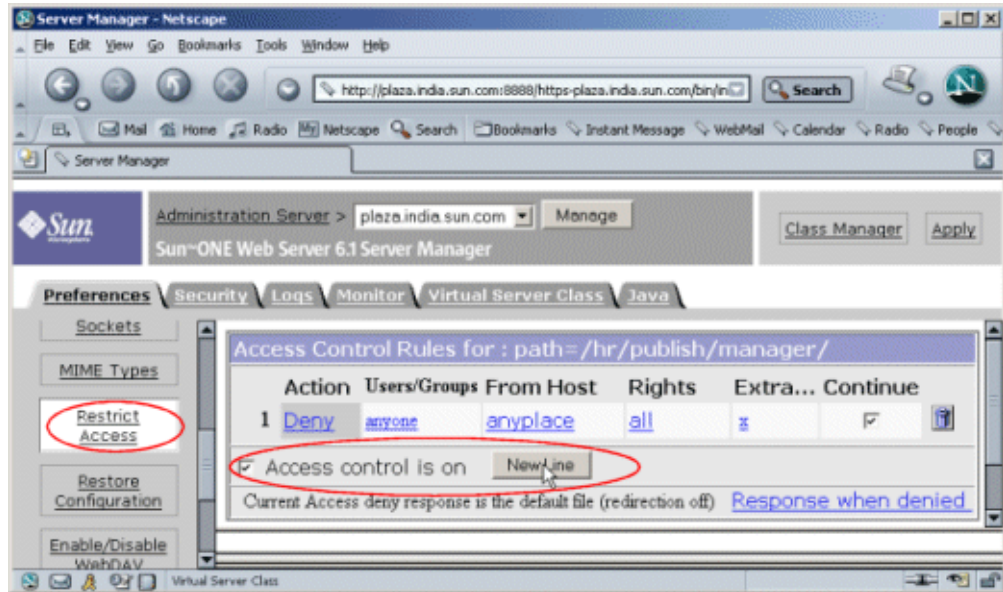 Server Manager - Netscape
File Edit View Go Bookmarks Tools Window Help
http://plaza.india.sun.com:8888/https-plaza.india.sun.com/bin/in
Search
Mail Home Radio Netscape Search Bookmarks Instant Message WebMail Calendar Radio People
Server Manager
Sun
Administration Server > plaza.india.sun.com Manage
Class Manager Apply
Sun ONE Web Server 6.1 Server Manager
Preferences Security Logs Monitor Virtual Server Class Java
Sockets
MIME Types
Restrict
Access
Restore
Configuration
Enable/Disable
WebDAV
Access Control Rules for : path=/hr/publish/manager/
Action Users/Groups From Host Rights Extra... Continue
1 Deny anyone anyplace all x
Access control is on New Line
Current Access deny response is the default file (redirection off) Response when denied
Virtual Server Class